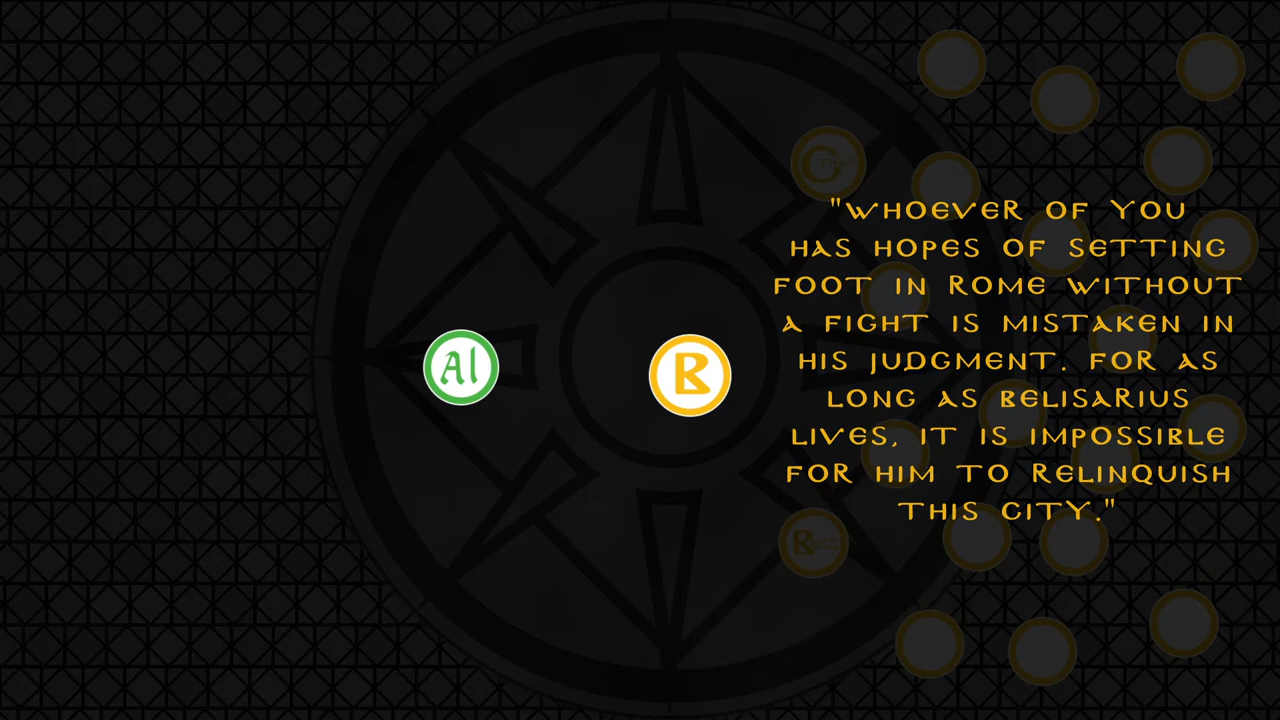 Al
B
"WHOEVER OF YOU
HAS HOPES OF SETTING
FOOT IN ROME WITHOUT
A FIGHT IS MISTAKEN IN
HIS JUDGMENT. FOR AS
LONG AS BELISARIUS
LIVES, IT IS IMPOSSIBLE
FOR HIM TO RELINQUISH
THIS CITY."